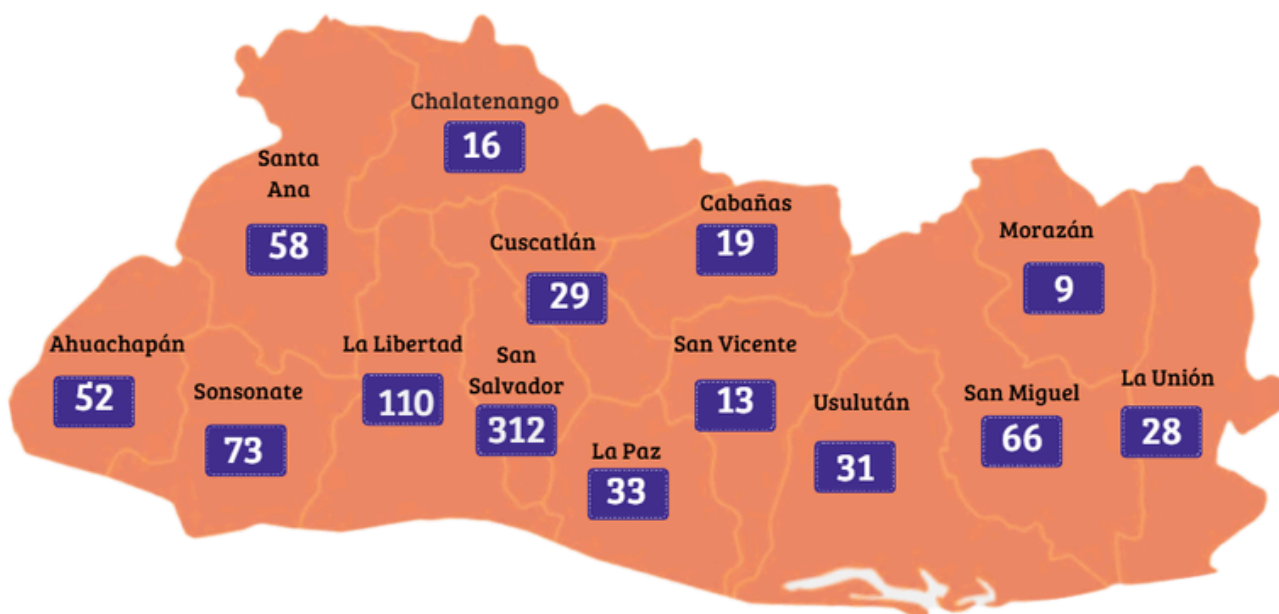 Chalatenango
16
Santa
Ana
58
Cabañas
19
Cuscatlán
29
Morazán
9
Ahuachapán
52
Sonsonate
73
La Libertad
110
San
Salvador
312
La Paz
33
San Vicente
13
Usulután
31
San Miguel
66
La Unión
28